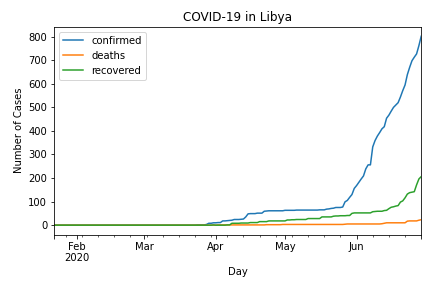 COVID-19 in Libya
confirmed
deaths
recovered
Number of Cases
800
700
600
500
400
300
200
100
0
Feb Mar Apr May Jun
2020
Day